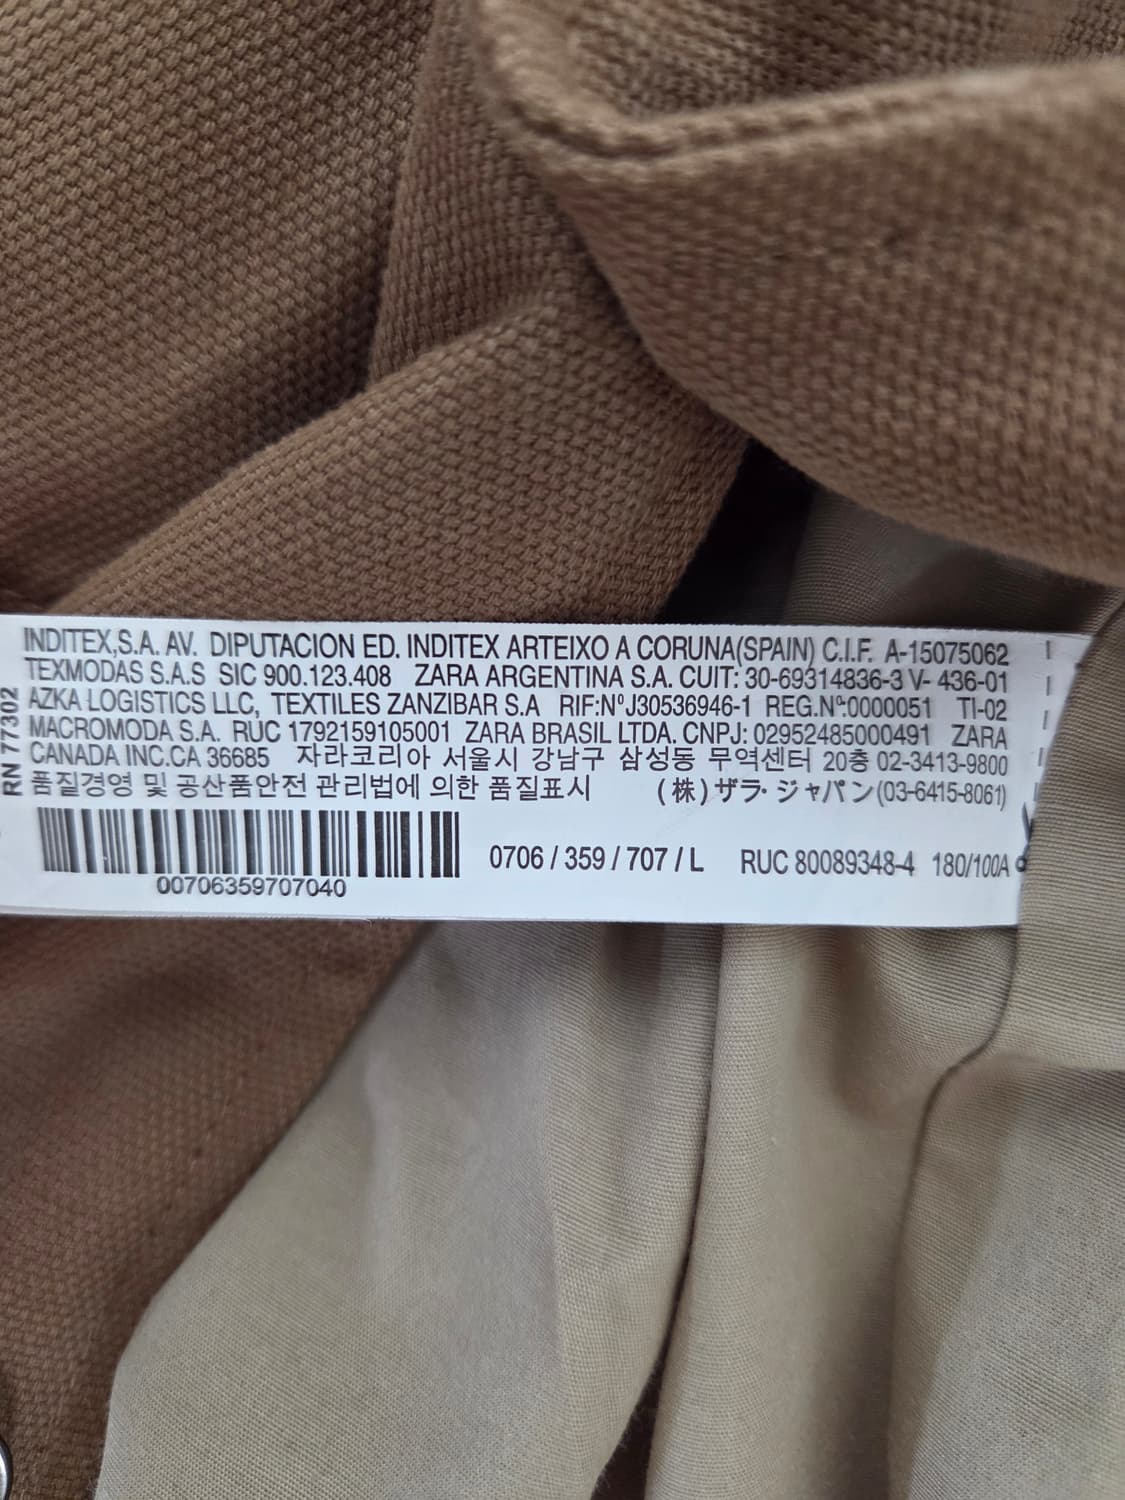 INDITEX,S.A. AV. DIPUTACION ED. INDITEX ARTEIXO A CORUNA(SPAIN) C.I.F. A-15075062
TEXMODAS S.A.S SIC 900.123.408 ZARA ARGENTINA S.A. CUIT: 30-69314836-3 V- 436-01
AZKA LOGISTICS LLC, TEXTILES ZANZIBAR S.A RIF:NºJ30536946-1 REG.Nº:0000051 TI-02
MACROMODA S.A. RUC 1792159105001 ZARA BRASIL LTDA. CNPJ: 02952485000491 ZARA
CANADA INC.CA 36685 자라코리아 서울시 강남구 삼성동 무역센터 20층 02-3413-9800
품질경영 및 공산품안전 관리법에 의한 품질표시 (株)ザラ・ジャパン(03-6415-8061)
RN 77302
0706 / 359 / 707 / L RUC 80089348-4 180/100A
00706359707040